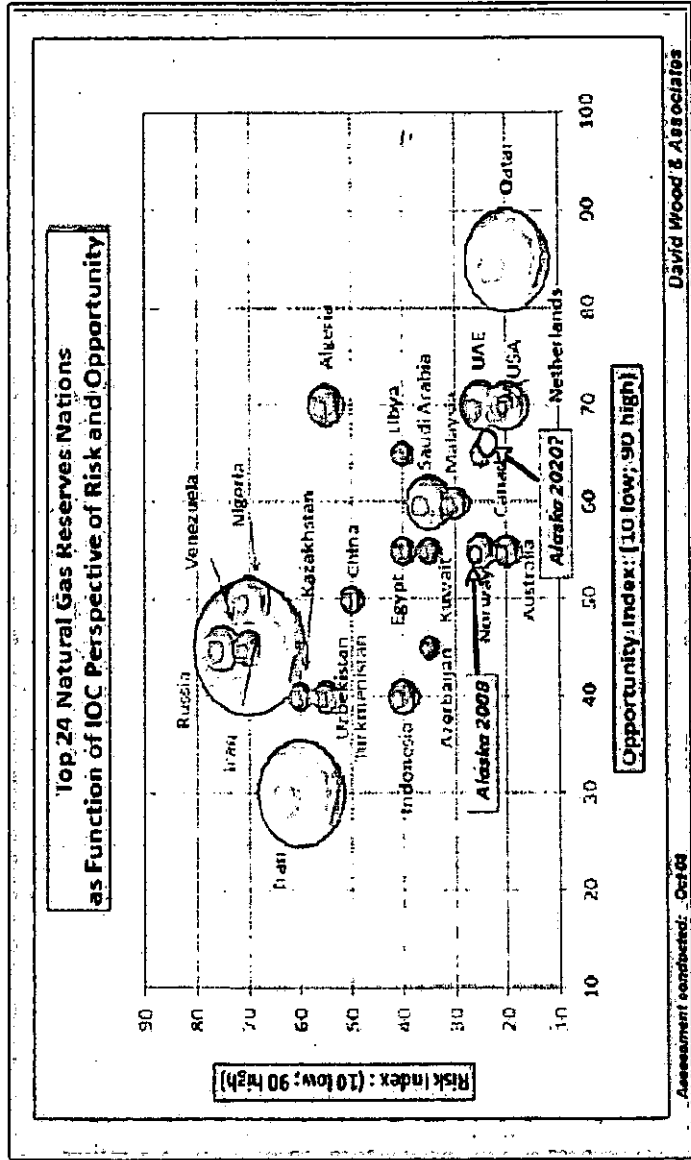 Top 24 Natural Gas Reserves Nations
as Function of IOC Perspective of Risk and Opportunity
Risk Index : (10 low; 90 high)
90
80
70
60
50
40
30
20
10
Russia
Venezuela
Nigeria
Iraq
Kazakhstan
Iran
Algeria
China
Uzbekistan
Turkmenistan
Libya
Egypt
Saudi Arabia
Indonesia
Kuwait
Malaysia
Azerbaijan
UAE
Qatar
Norway
USA
Australia
Netherlands
Alaska 2008
Alaska 2020?
10
20
30
40
50
60
70
80
90
100
Opportunity Index: (10 low; 90 high)
Assessment conducted:
David Wood & Associates